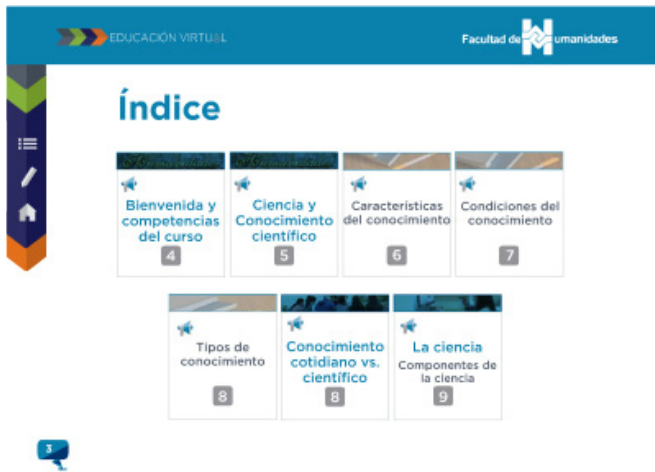 EDUCACIÓN VIRTUAL
Facultad de Humanidades
Índice
Bienvenida y
competencias
del curso
4
Ciencia y
Conocimiento
científico
5
Características
del conocimiento
6
Condiciones del
conocimiento
7
Tipos de
conocimiento
8
Conocimiento
cotidiano vs.
científico
8
La ciencia
Componentes de
la ciencia
9
3